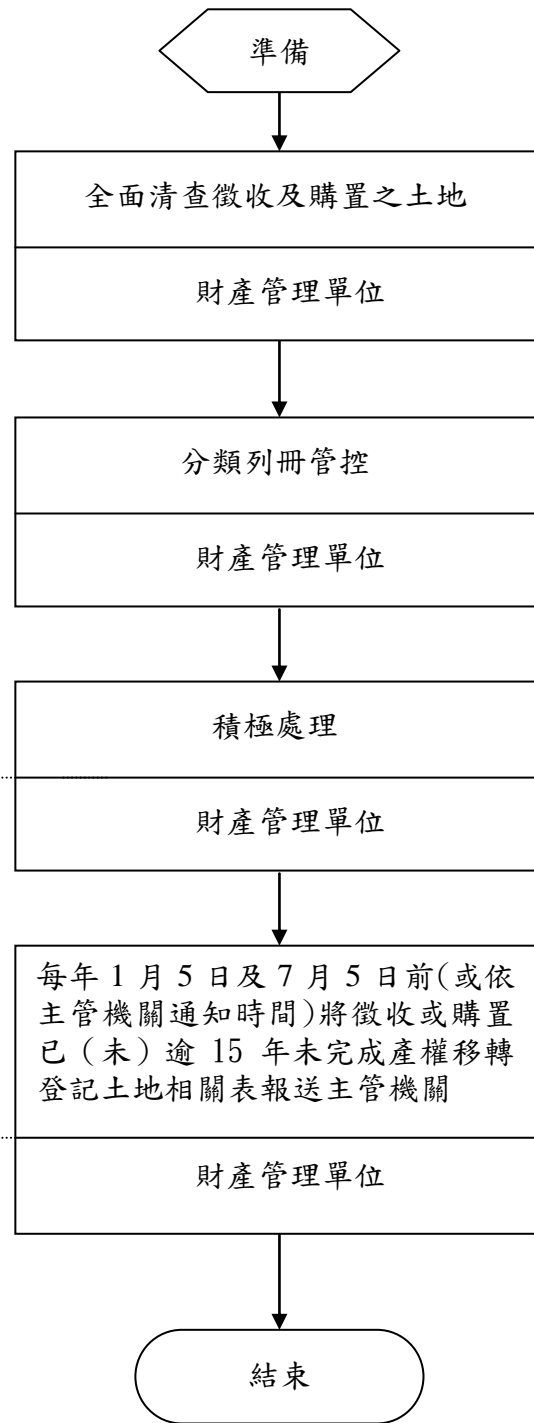 準備
全面清查徵收及購置之土地
財產管理單位
分類列冊管控
財產管理單位
積極處理
財產管理單位
每年 1 月 5 日及 7 月 5 日前(或依
主管機關通知時間)將徵收或購置
已（未）逾 15 年未完成產權移轉
登記土地相關表報送主管機關
財產管理單位
結束